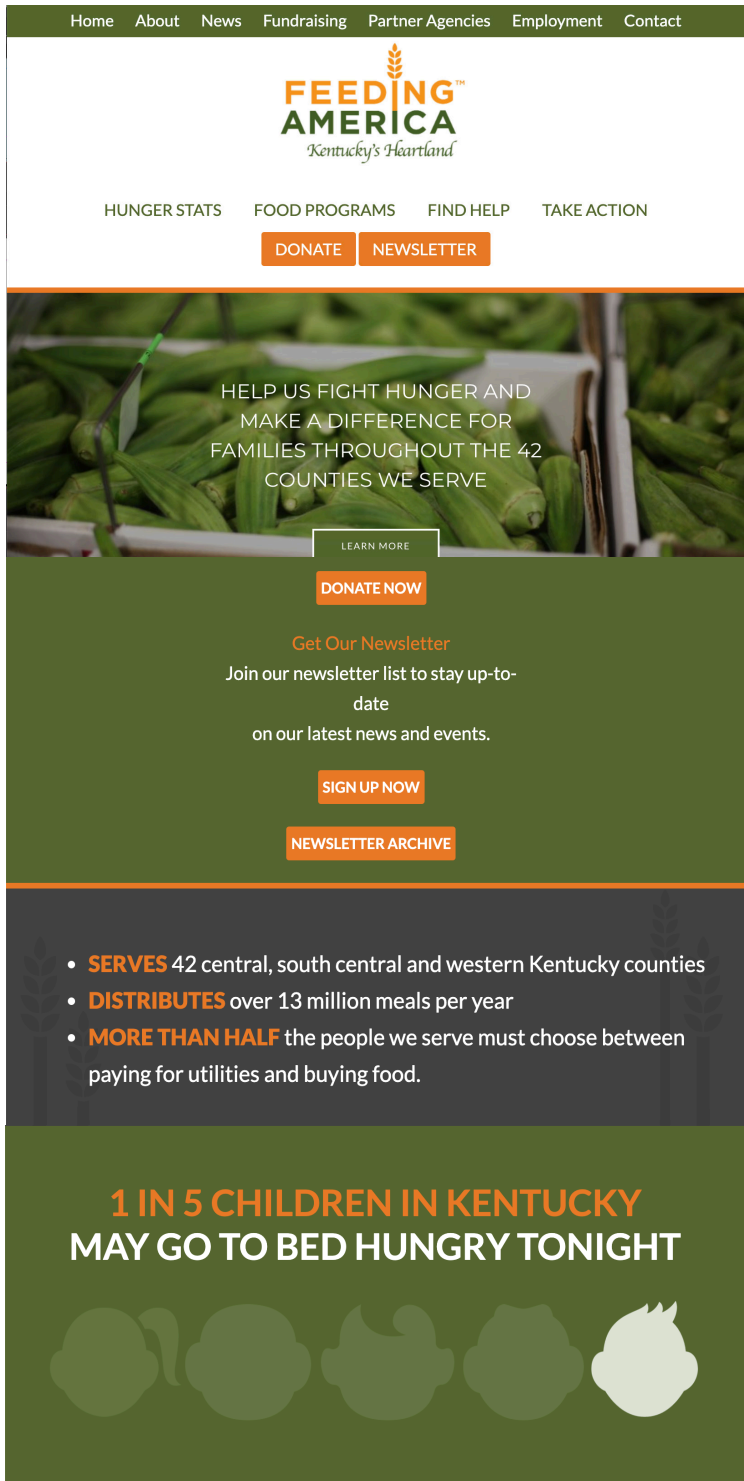 Home About News Fundraising Partner Agencies Employment Contact
FEEDING™
AMERICA
Kentucky's Heartland
HUNGER STATS FOOD PROGRAMS FIND HELP TAKE ACTION
DONATE NEWSLETTER
HELP US FIGHT HUNGER AND
MAKE A DIFFERENCE FOR
FAMILIES THROUGHOUT THE 42
COUNTIES WE SERVE
LEARN MORE
DONATE NOW
Get Our Newsletter
Join our newsletter list to stay up-to-
date
on our latest news and events.
SIGN UP NOW
NEWSLETTER ARCHIVE
• SERVES 42 central, south central and western Kentucky counties
• DISTRIBUTES over 13 million meals per year
• MORE THAN HALF the people we serve must choose between
paying for utilities and buying food.
1 IN 5 CHILDREN IN KENTUCKY
MAY GO TO BED HUNGRY TONIGHT